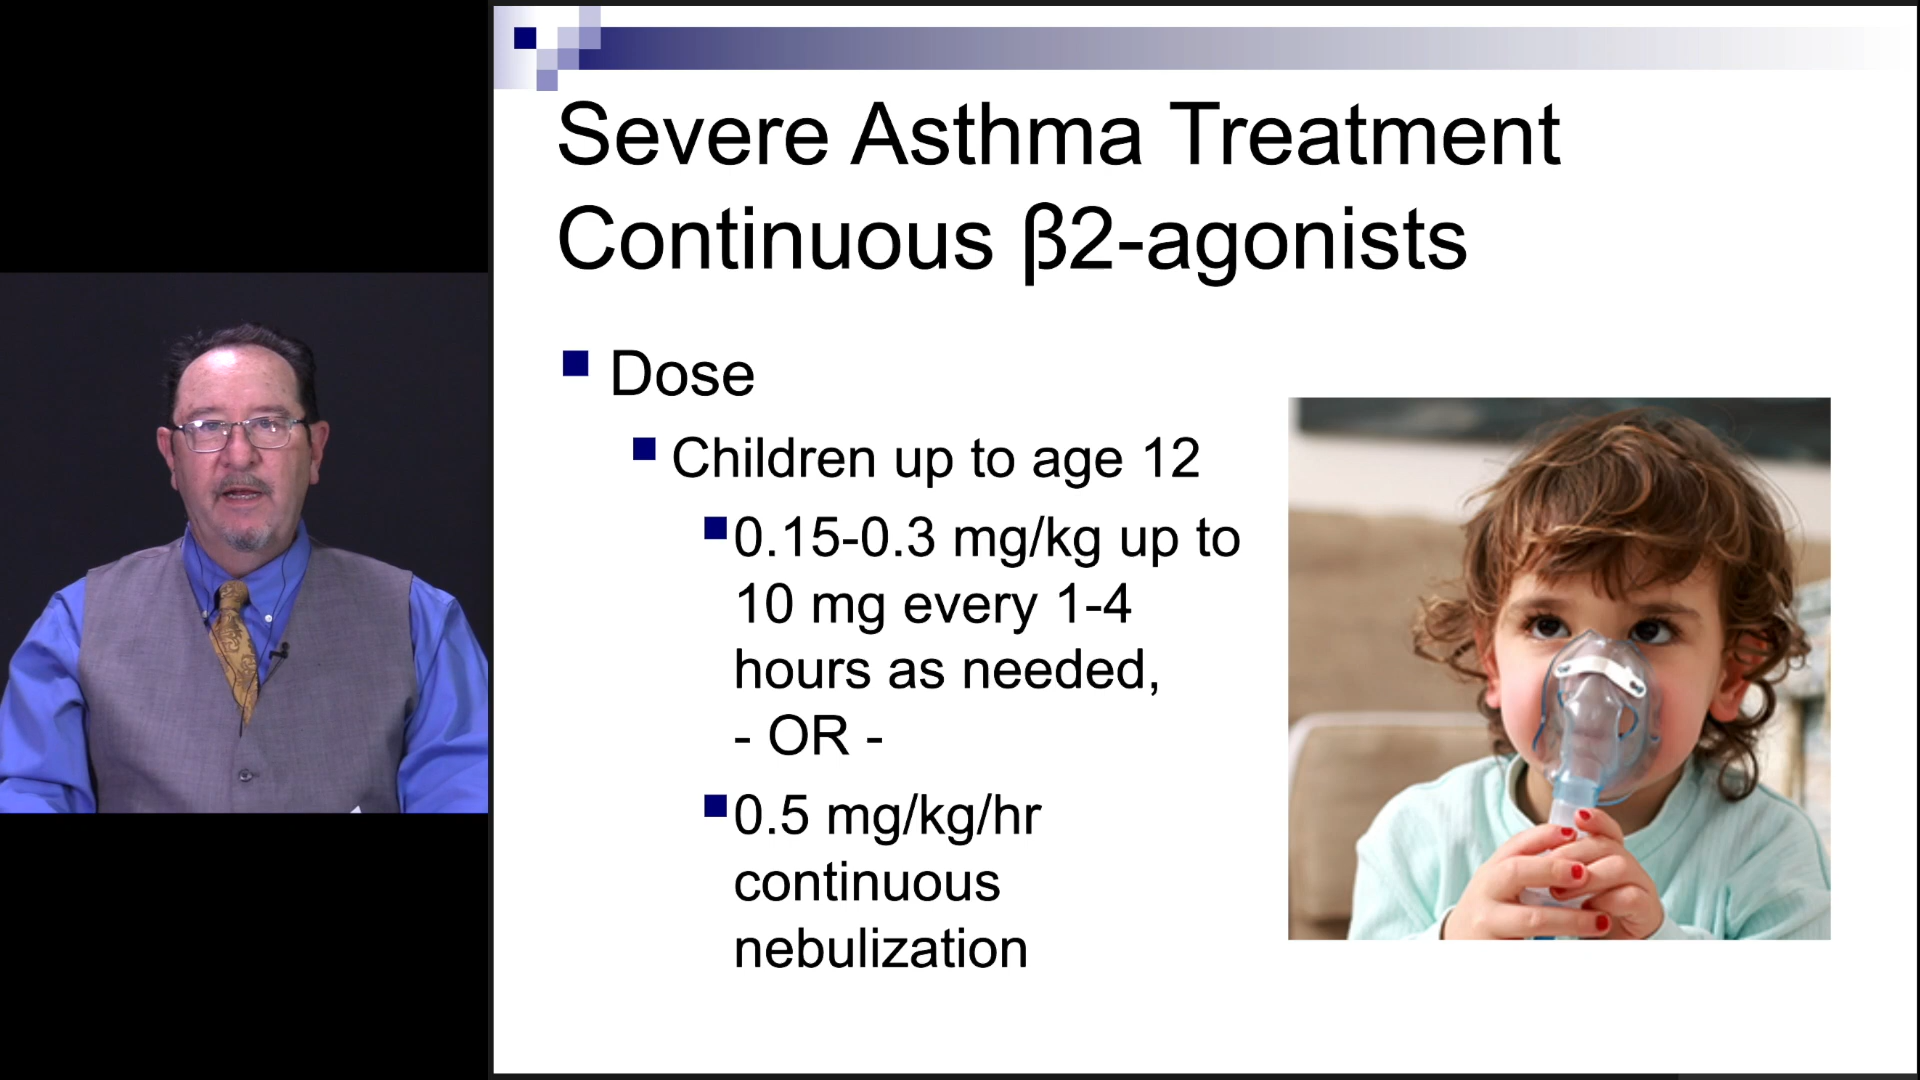 Severe Asthma Treatment
Continuous β2-agonists
Dose
Children up to age 12
0.15-0.3 mg/kg up to
10 mg every 1-4
hours as needed,
- OR -
0.5 mg/kg/hr
continuous
nebulization